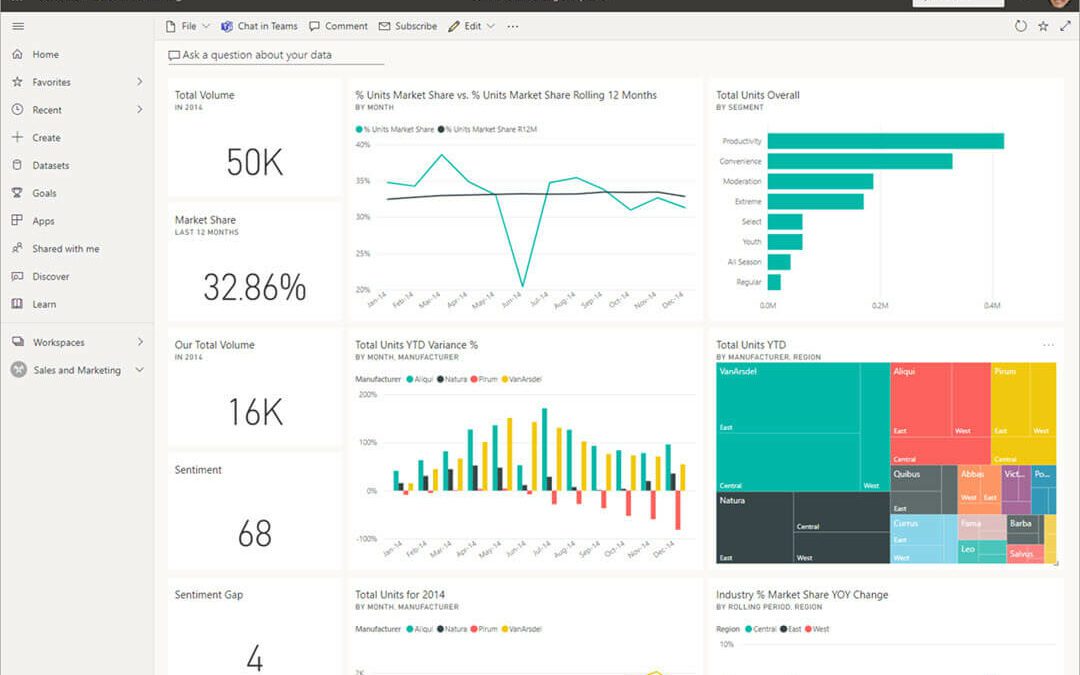 File
Chat in Teams
Comment
Subscribe
Edit
Ask a question about your data
Home
Favorites
Recent
Create
Datasets
Goals
Apps
Shared with me
Discover
Learn
Workspaces
Sales and Marketing
Total Volume
IN 2014
50K
Market Share
LAST 12 MONTHS
32.86%
Our Total Volume
IN 2014
16K
Sentiment
68
Sentiment Gap
4
% Units Market Share vs. % Units Market Share Rolling 12 Months
BY MONTH
% Units Market Share % Units Market Share R12M
40%
35%
30%
25%
20%
Jan-14 Feb-14 Mar-14 Apr-14 May-14 Jun-14 Jul-14 Aug-14 Sep-14 Oct-14 Nov-14 Dec-14
Total Units Overall
BY SEGMENT
Productivity
Convenience
Moderation
Extreme
Select
Youth
All Season
Regular
0.0M 0.2M 0.4M
Total Units YTD Variance %
BY MONTH, MANUFACTURER
Manufacturer Aliqui Natura Pirum VanArsdel
200%
100%
0%
-100%
Jan-14 Feb-14 Mar-14 Apr-14 May-14 Jun-14 Jul-14 Aug-14 Sep-14 Oct-14 Nov-14 Dec-14
Total Units YTD
BY MANUFACTURER, REGION
VanArsdel
East
Central
West
Aliqui
East
West
Central
Pirum
East
West
Central
Natura
East
Central
West
Quibus
East
Abbas
West
East
Vict...
Po...
Currus
East
West
Fama
Barba
Leo
Salvus
Total Units for 2014
BY MONTH, MANUFACTURER
Manufacturer Aliqui Natura Pirum VanArsdel
2K
Industry % Market Share YOY Change
BY ROLLING PERIOD, REGION
Region Central East West
10%